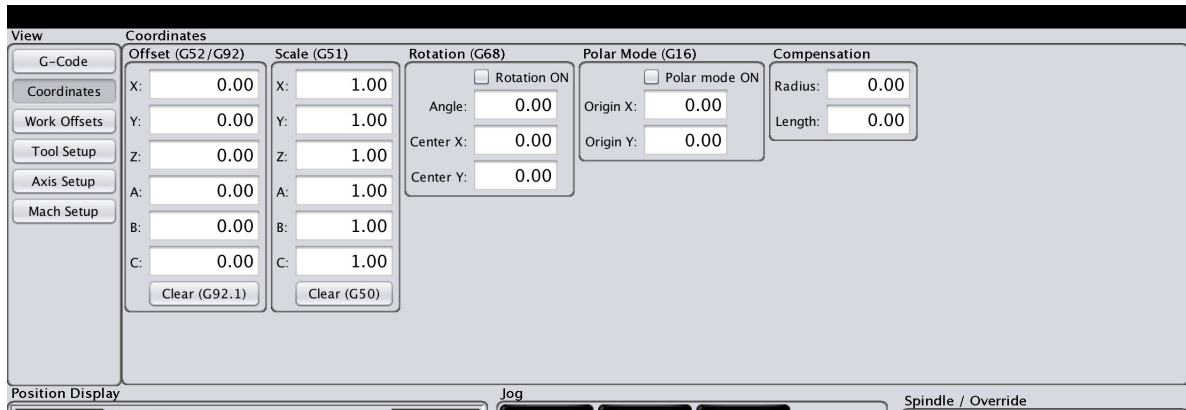 View
G-Code
Coordinates
Work Offsets
Tool Setup
Axis Setup
Mach Setup
Coordinates
Offset (G52/G92)
X: 0.00
Y: 0.00
Z: 0.00
A: 0.00
B: 0.00
C: 0.00
Clear (G92.1)
Scale (G51)
X: 1.00
Y: 1.00
Z: 1.00
A: 1.00
B: 1.00
C: 1.00
Clear (G50)
Rotation (G68)
Rotation ON
Angle: 0.00
Center X: 0.00
Center Y: 0.00
Polar Mode (G16)
Polar mode ON
Origin X: 0.00
Origin Y: 0.00
Compensation
Radius: 0.00
Length: 0.00
Position Display
Jog
Spindle / Override